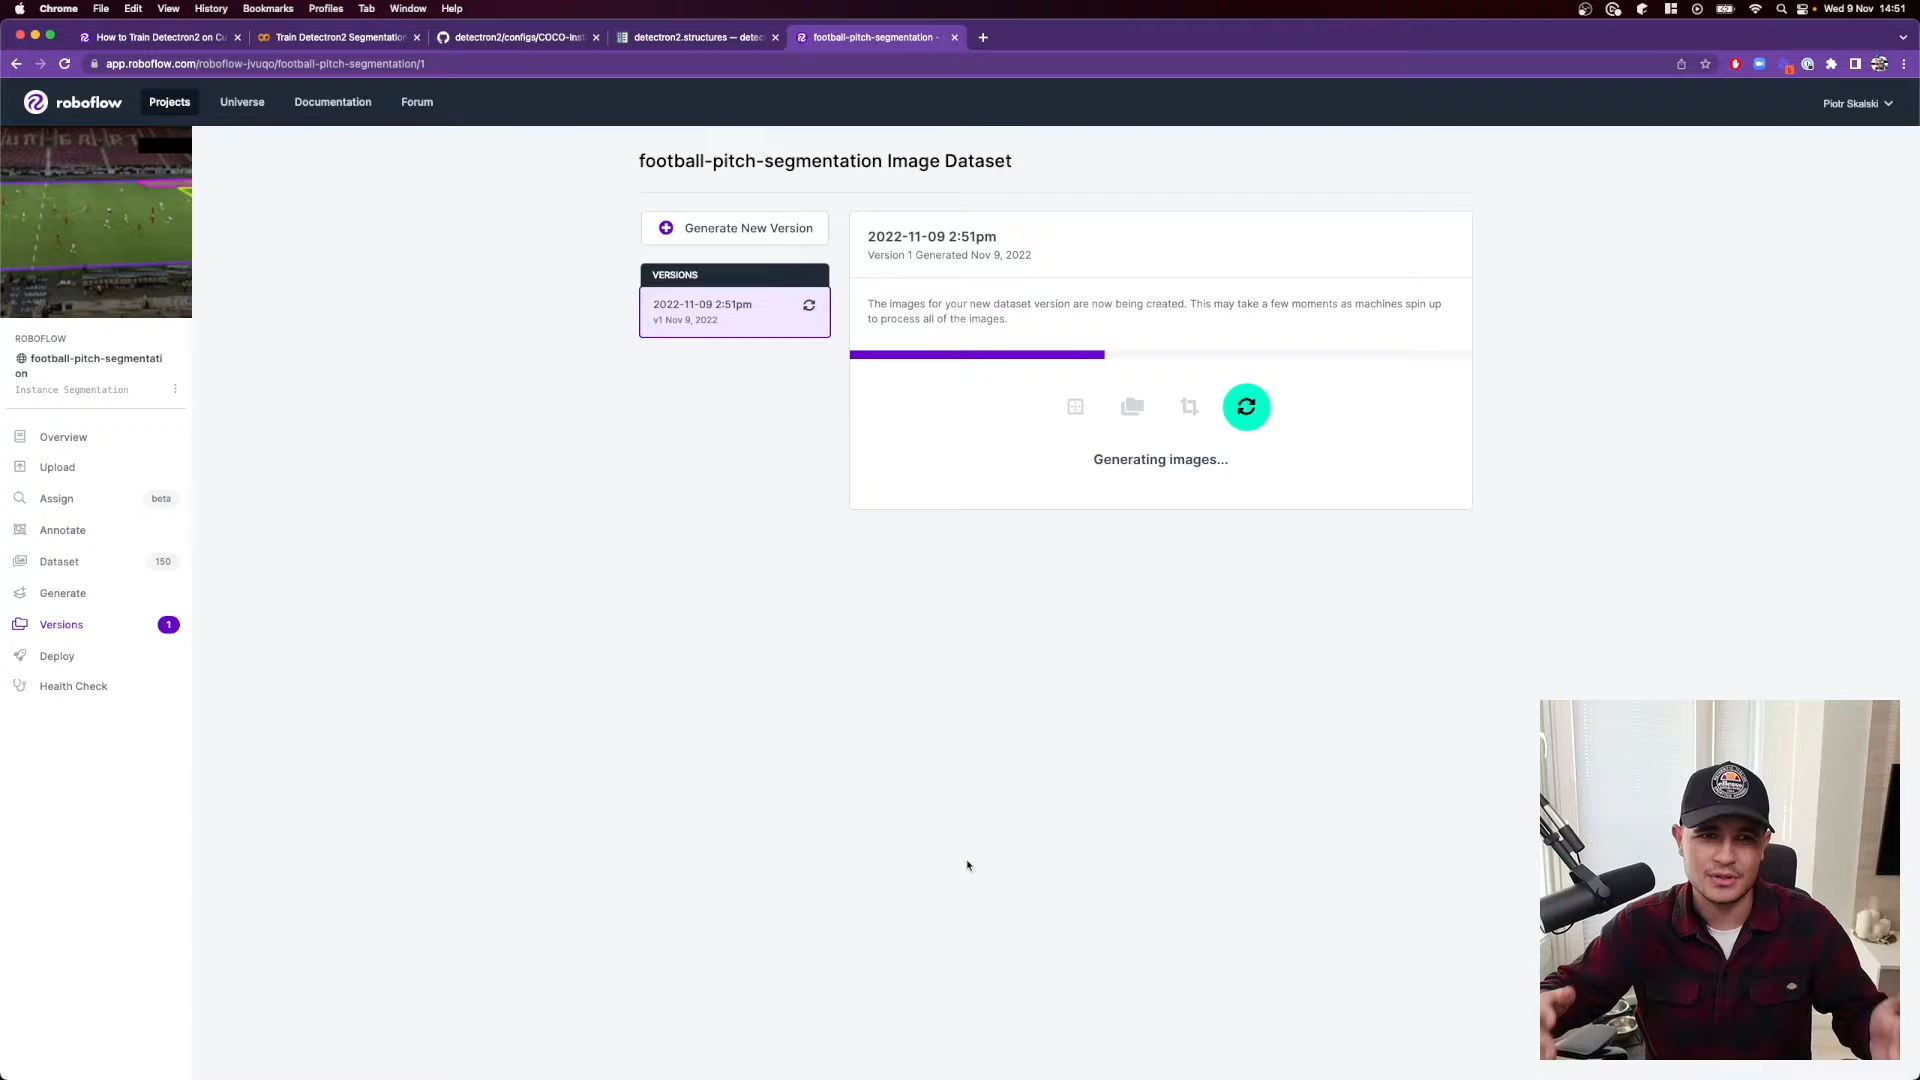 Chrome File Edit View History Bookmarks Profiles Tab Window Help
Wed 9 Nov 14:51
How to Train Detectron2 on Cu
Train Detectron2 Segmentation
detectron2/configs/COCO-Inst
detectron2.structures — detec
football-pitch-segmentation -
app.roboflow.com/roboflow-jvuqo/football-pitch-segmentation/1
roboflow Projects Universe Documentation Forum
Piotr Skalski
football-pitch-segmentation Image Dataset
Generate New Version
VERSIONS
2022-11-09 2:51pm
v1 Nov 9, 2022
2022-11-09 2:51pm
Version 1 Generated Nov 9, 2022
The images for your new dataset version are now being created. This may take a few moments as machines spin up
to process all of the images.
Generating images...
ROBOFLOW
football-pitch-segmentati
on
Instance Segmentation
Overview
Upload
Assign beta
Annotate
Dataset 150
Generate
Versions 1
Deploy
Health Check
ellesse